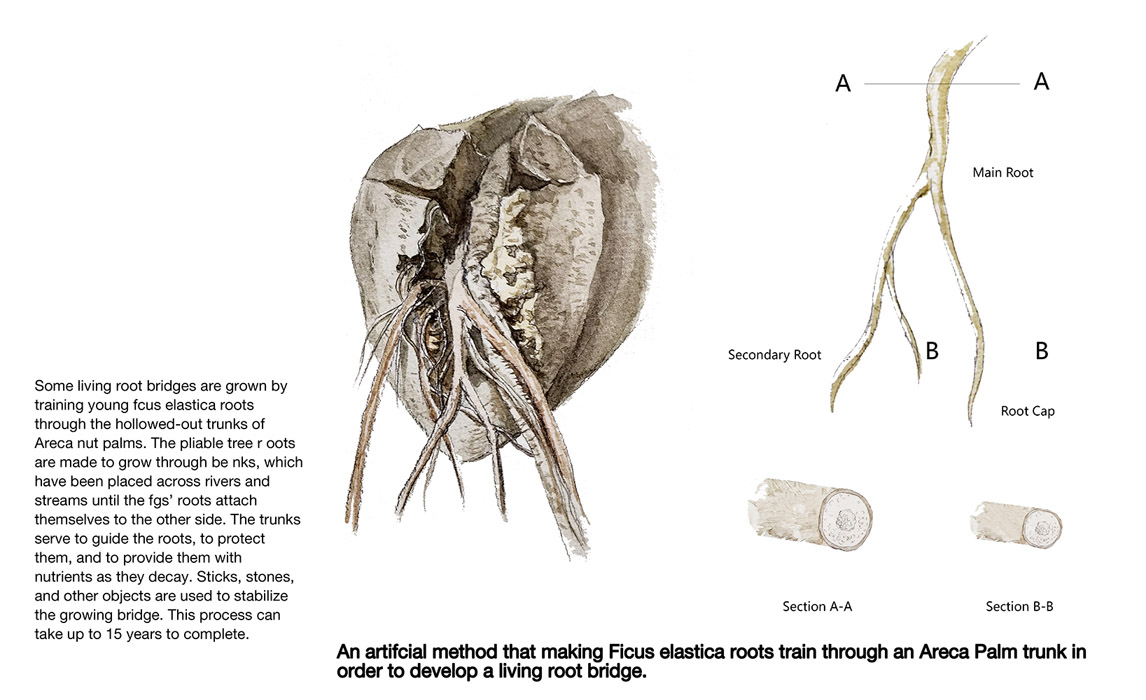 Some living root bridges are grown by
training young fcus elastica roots
through the hollowed-out trunks of
Areca nut palms. The pliable tree r oots
are made to grow through be nks, which
have been placed across rivers and
streams until the fgs’ roots attach
themselves to the other side. The trunks
serve to guide the roots, to protect
them, and to provide them with
nutrients as they decay. Sticks, stones,
and other objects are used to stabilize
the growing bridge. This process can
take up to 15 years to complete.
A
A
Main Root
Secondary Root
B
B
Root Cap
Section A-A
Section B-B
An artifcial method that making Ficus elastica roots train through an Areca Palm trunk in
order to develop a living root bridge.